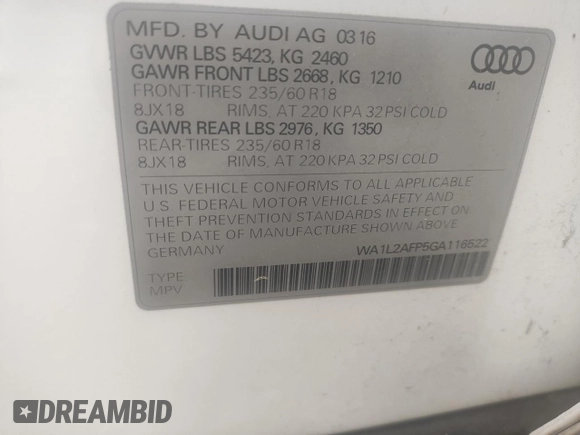 MFD. BY AUDI AG 03 16
GVWR LBS 5423, KG 2460
GAWR FRONT LBS 2668, KG 1210
FRONT-TIRES 235/60 R18
8JX18 RIMS, AT 220 KPA 32 PSI COLD
GAWR REAR LBS 2976, KG 1350
REAR-TIRES 235/60 R18
8JX18 RIMS, AT 220 KPA 32 PSI COLD
Audi
THIS VEHICLE CONFORMS TO ALL APPLICABLE
U.S. FEDERAL MOTOR VEHICLE SAFETY AND
THEFT PREVENTION STANDARDS IN EFFECT ON
THE DATE OF MANUFACTURE SHOWN ABOVE.
GERMANY WA1L2AFP5GA116522
TYPE
MPV
DREAMBID